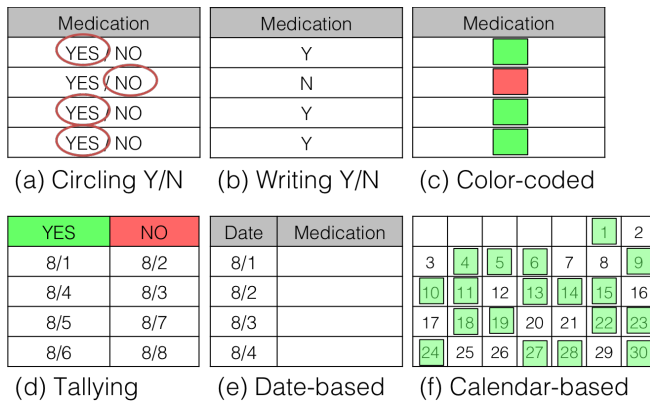 Medication
YES / NO
YES / NO
YES / NO
YES / NO
(a) Circling Y/N
Medication
Y
N
Y
Y
(b) Writing Y/N
Medication
(c) Color-coded
YES NO
8/1 8/2
8/4 8/3
8/5 8/7
8/6 8/8
(d) Tallying
Date Medication
8/1
8/2
8/3
8/4
(e) Date-based
1 2
3 4 5 6 7 8 9
10 11 12 13 14 15 16
17 18 19 20 21 22 23
24 25 26 27 28 29 30
(f) Calendar-based